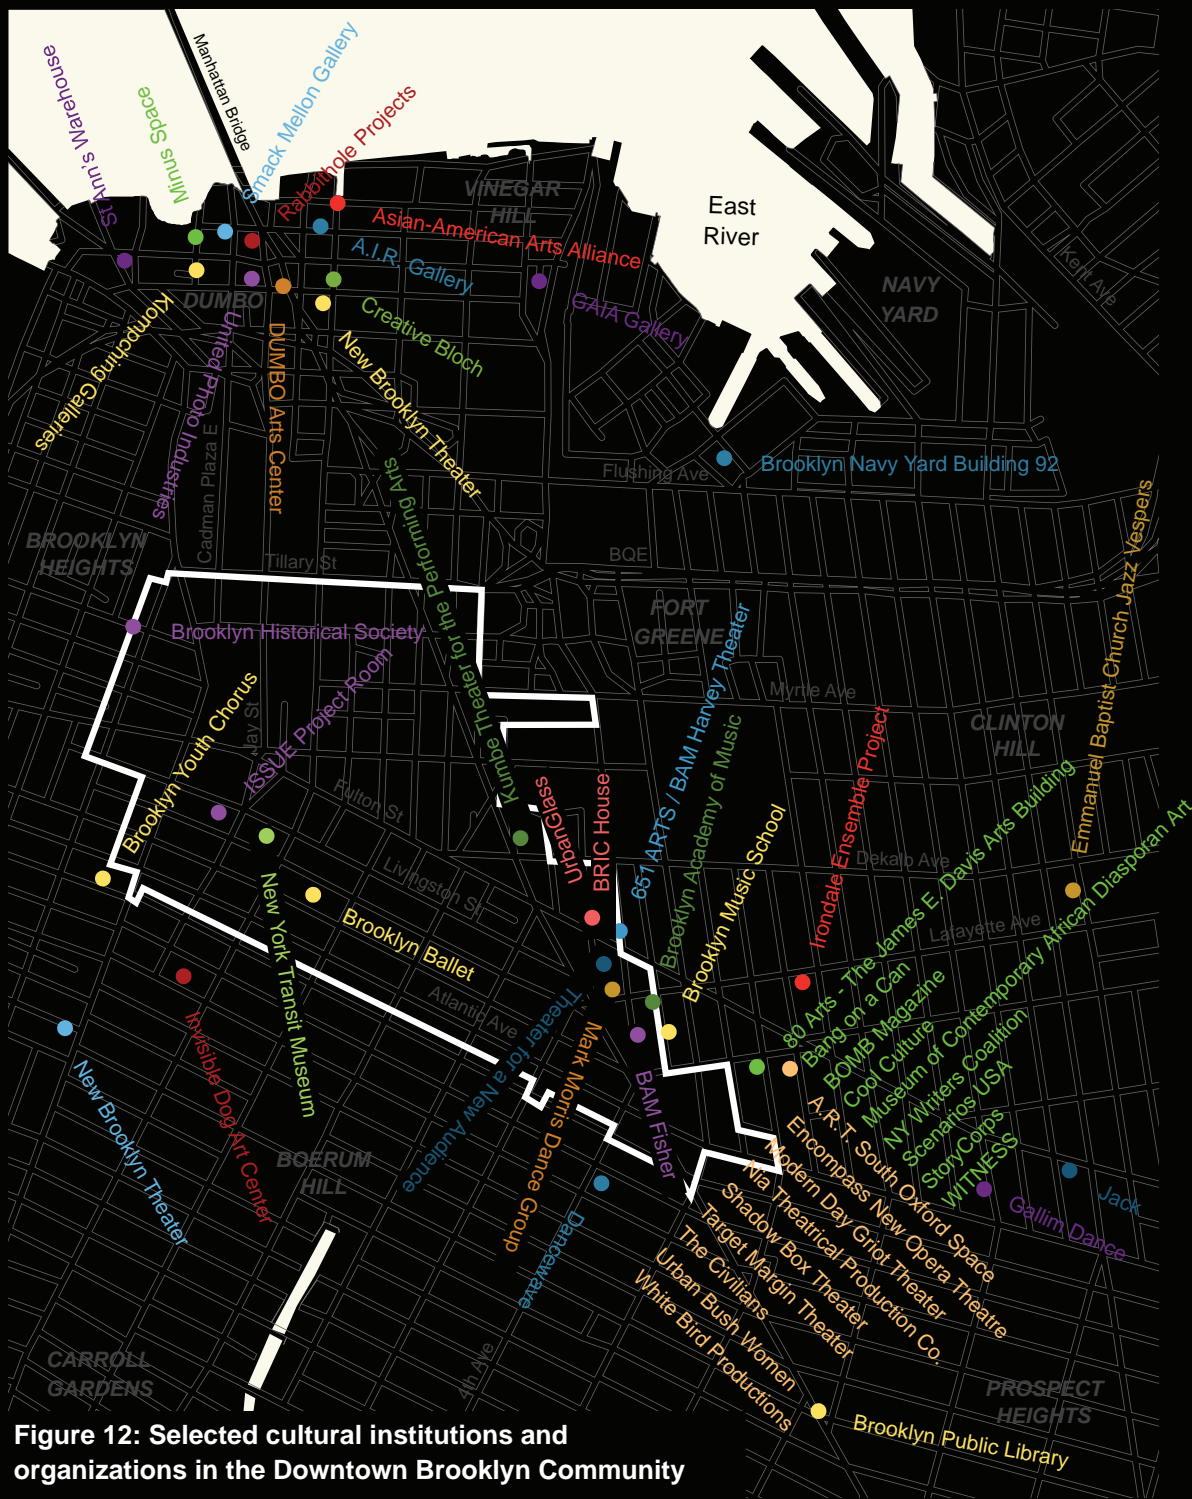 St Ann's Warehouse
Minus Space
Manhattan Bridge
Smack Mellon Gallery
Rabbithole Projects
VINEGAR
HILL
Asian-American Arts Alliance
A.I.R. Gallery
East
River
NAVY
YARD
Kent Ave
DUMBO
Klompching Galleries
United Photo Industries
DUMBO Arts Center
New Brooklyn Theater
Creative Bloch
GAIA Gallery
Flushing Ave
Brooklyn Navy Yard Building 92
Cadman Plaza E
Kumbe Theater for the Performing Arts
BROOKLYN
HEIGHTS
Tillary St
BQE
FORT
GREENE
Brooklyn Historical Society
Myrtle Ave
CLINTON
HILL
Emmanuel Baptist Church Jazz Vespers
Brooklyn Youth Chorus
Jay St
ISSUE Project Room
Fulton St
UrbanGlass
BRIC House
651 ARTS / BAM Harvey Theater
Brooklyn Academy of Music
Brooklyn Music School
Irondale Ensemble Project
Dekalb Ave
Livingston St
Lafayette Ave
New York Transit Museum
Brooklyn Ballet
Atlantic Ave
Invisible Dog Art Center
New Brooklyn Theater
Theater for a New Audience
Mark Morris Dance Group
BAM Fisher
80 Arts - The James E. Davis Arts Building
Bang on a Can
BOMB Magazine
Cool Culture
Museum of Contemporary African Diasporan Art
NY Writers Coalition
Scenarios USA
StoryCorps
WITNESS
A.R.T. South Oxford Space
Encompass New Opera Theatre
Modern Day Griot Theater
Nia Theatrical Production Co.
Shadow Box Theater
Target Margin Theater
The Civilians
Urban Bush Women
White Bird Productions
Gallim Dance
Jack
BOERUM
HILL
Dancewave
4th Ave
CARROLL
GARDENS
PROSPECT
HEIGHTS
Brooklyn Public Library
Figure 12: Selected cultural institutions and
organizations in the Downtown Brooklyn Community